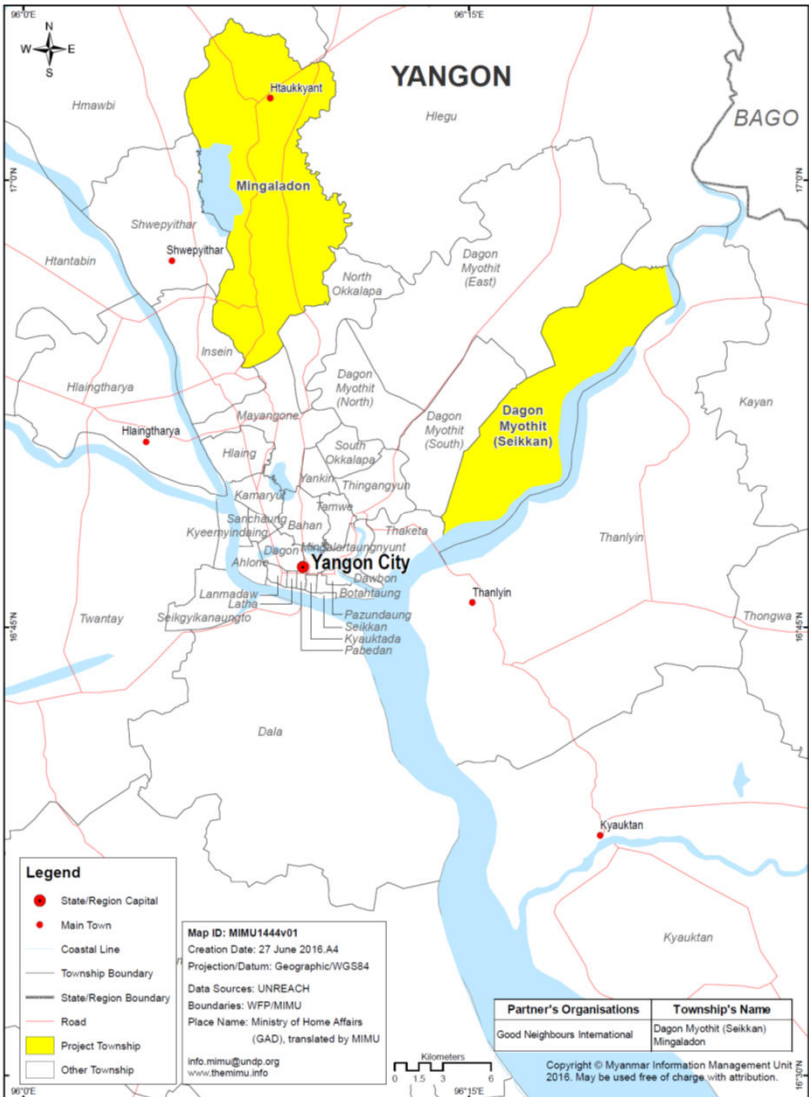 96°0'E
96°15'E
N
W E
S
YANGON
Htaukkyant
Hmawbi
Hlegu
BAGO
17°0'N
17°0'N
Mingaladon
Shwepyithar
Shwepyithar
Htantabin
Dagon
Myothit
(East)
North
Okkalapa
Insein
Dagon
Myothit
(North)
Hlaingtharya
Kayan
Mayangone
Dagon
Myothit
(South)
Dagon
Myothit
(Seikkan)
Hlaingtharya
Hlaing
South
Okkalapa
Yankin
Thingangyun
Kamaryut
Tamwe
Sanchaung
Bahan
Kyeemyindaing
Thaketa
Thanlyin
Dagon
Mingalartaungnyunt
Ahlone
Yangon City
Dawbon
Lanmadaw
Botahtaung
Latha
Thanlyin
Seikgyikanaungto
Pazundaung
Twantay
Seikkan
Thongwa
Kyauktada
Pabedan
16°45'N
16°45'N
Dala
Kyauktan
Kyauktan
Legend
State/Region Capital
Main Town
Coastal Line
Township Boundary
State/Region Boundary
Road
Project Township
Other Township
Map ID: MIMU1444v01
Creation Date: 27 June 2016.A4
Projection/Datum: Geographic/WGS84
Data Sources: UNREACH
Boundaries: WFP/MIMU
Place Name: Ministry of Home Affairs
(GAD), translated by MIMU
info.mimu@undp.org
www.themimu.info
Kilometers
0 1.5 3 6
Partner's Organisations Township's Name
Good Neighbours International Dagon Myothit (Seikkan)
Mingaladon
Copyright © Myanmar Information Management Unit
2016. May be used free of charge with attribution.
96°0'E
96°15'E
16°30'N